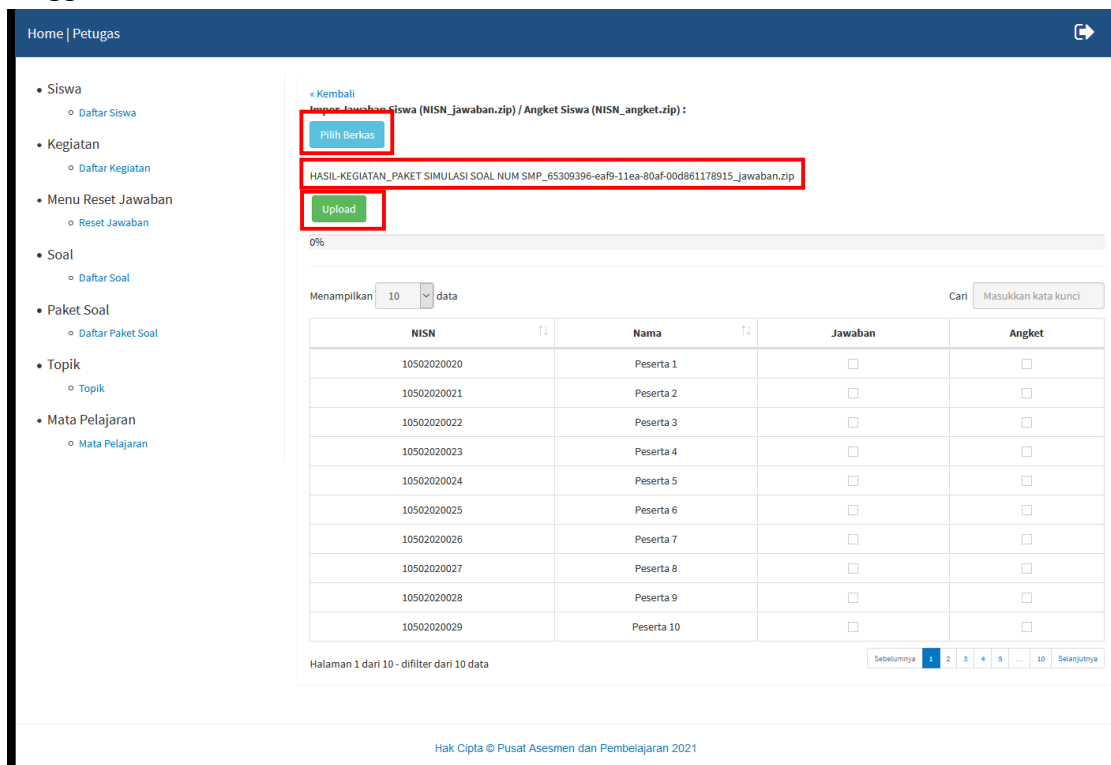 Home | Petugas
Siswa
Daftar Siswa
Kegiatan
Daftar Kegiatan
Menu Reset Jawaban
Reset Jawaban
Soal
Daftar Soal
Paket Soal
Daftar Paket Soal
Topik
Topik
Mata Pelajaran
Mata Pelajaran
« Kembali
Impor Jawaban Siswa (NISN_jawaban.zip) / Angket Siswa (NISN_angket.zip) :
Pilih Berkas
HASIL-KEGIATAN_PAKET SIMULASI SOAL NUM SMP_65309396-eaf9-11ea-80af-00d861178915_jawaban.zip
Upload
0%
Menampilkan 10 data Cari Masukkan kata kunci
NISN Nama Jawaban Angket
10502020020 Peserta 1
10502020021 Peserta 2
10502020022 Peserta 3
10502020023 Peserta 4
10502020024 Peserta 5
10502020025 Peserta 6
10502020026 Peserta 7
10502020027 Peserta 8
10502020028 Peserta 9
10502020029 Peserta 10
Halaman 1 dari 10 - difilter dari 10 data Sebelumnya 1 2 3 4 5 ... 10 Selanjutnya
Hak Cipta © Pusat Asesmen dan Pembelajaran 2021